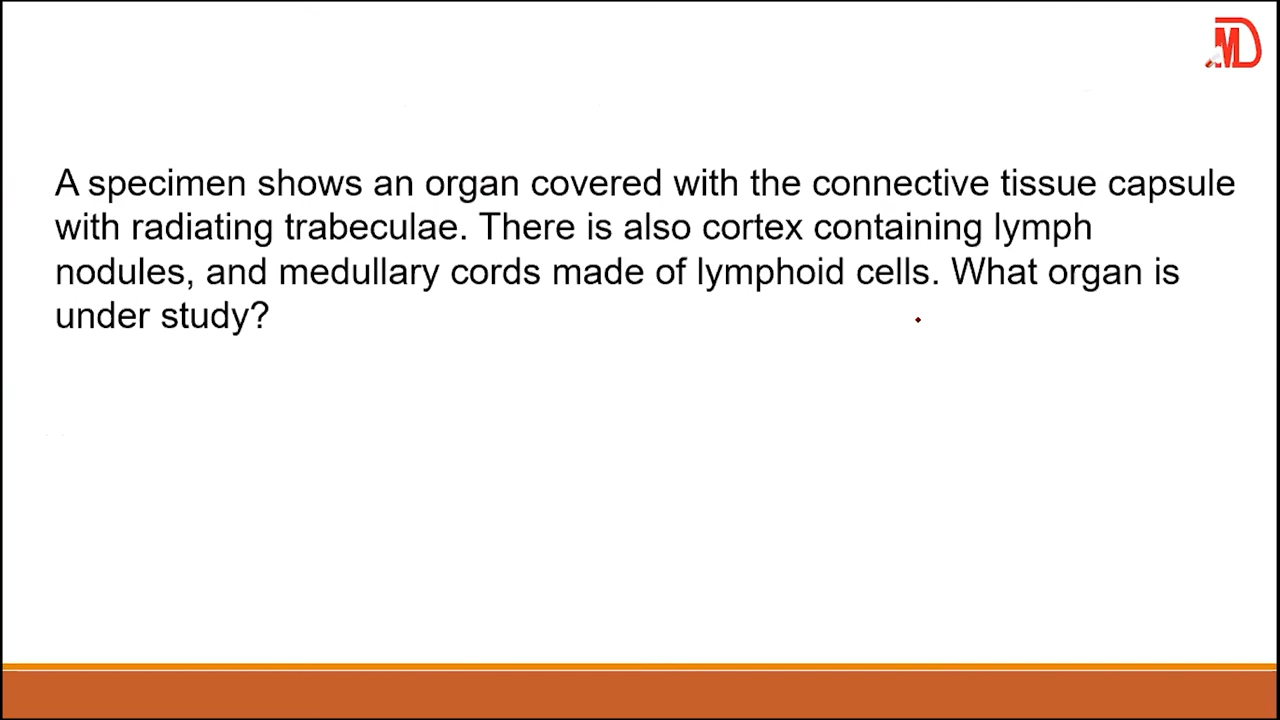 MD
A specimen shows an organ covered with the connective tissue capsule
with radiating trabeculae. There is also cortex containing lymph
nodules, and medullary cords made of lymphoid cells. What organ is
under study?